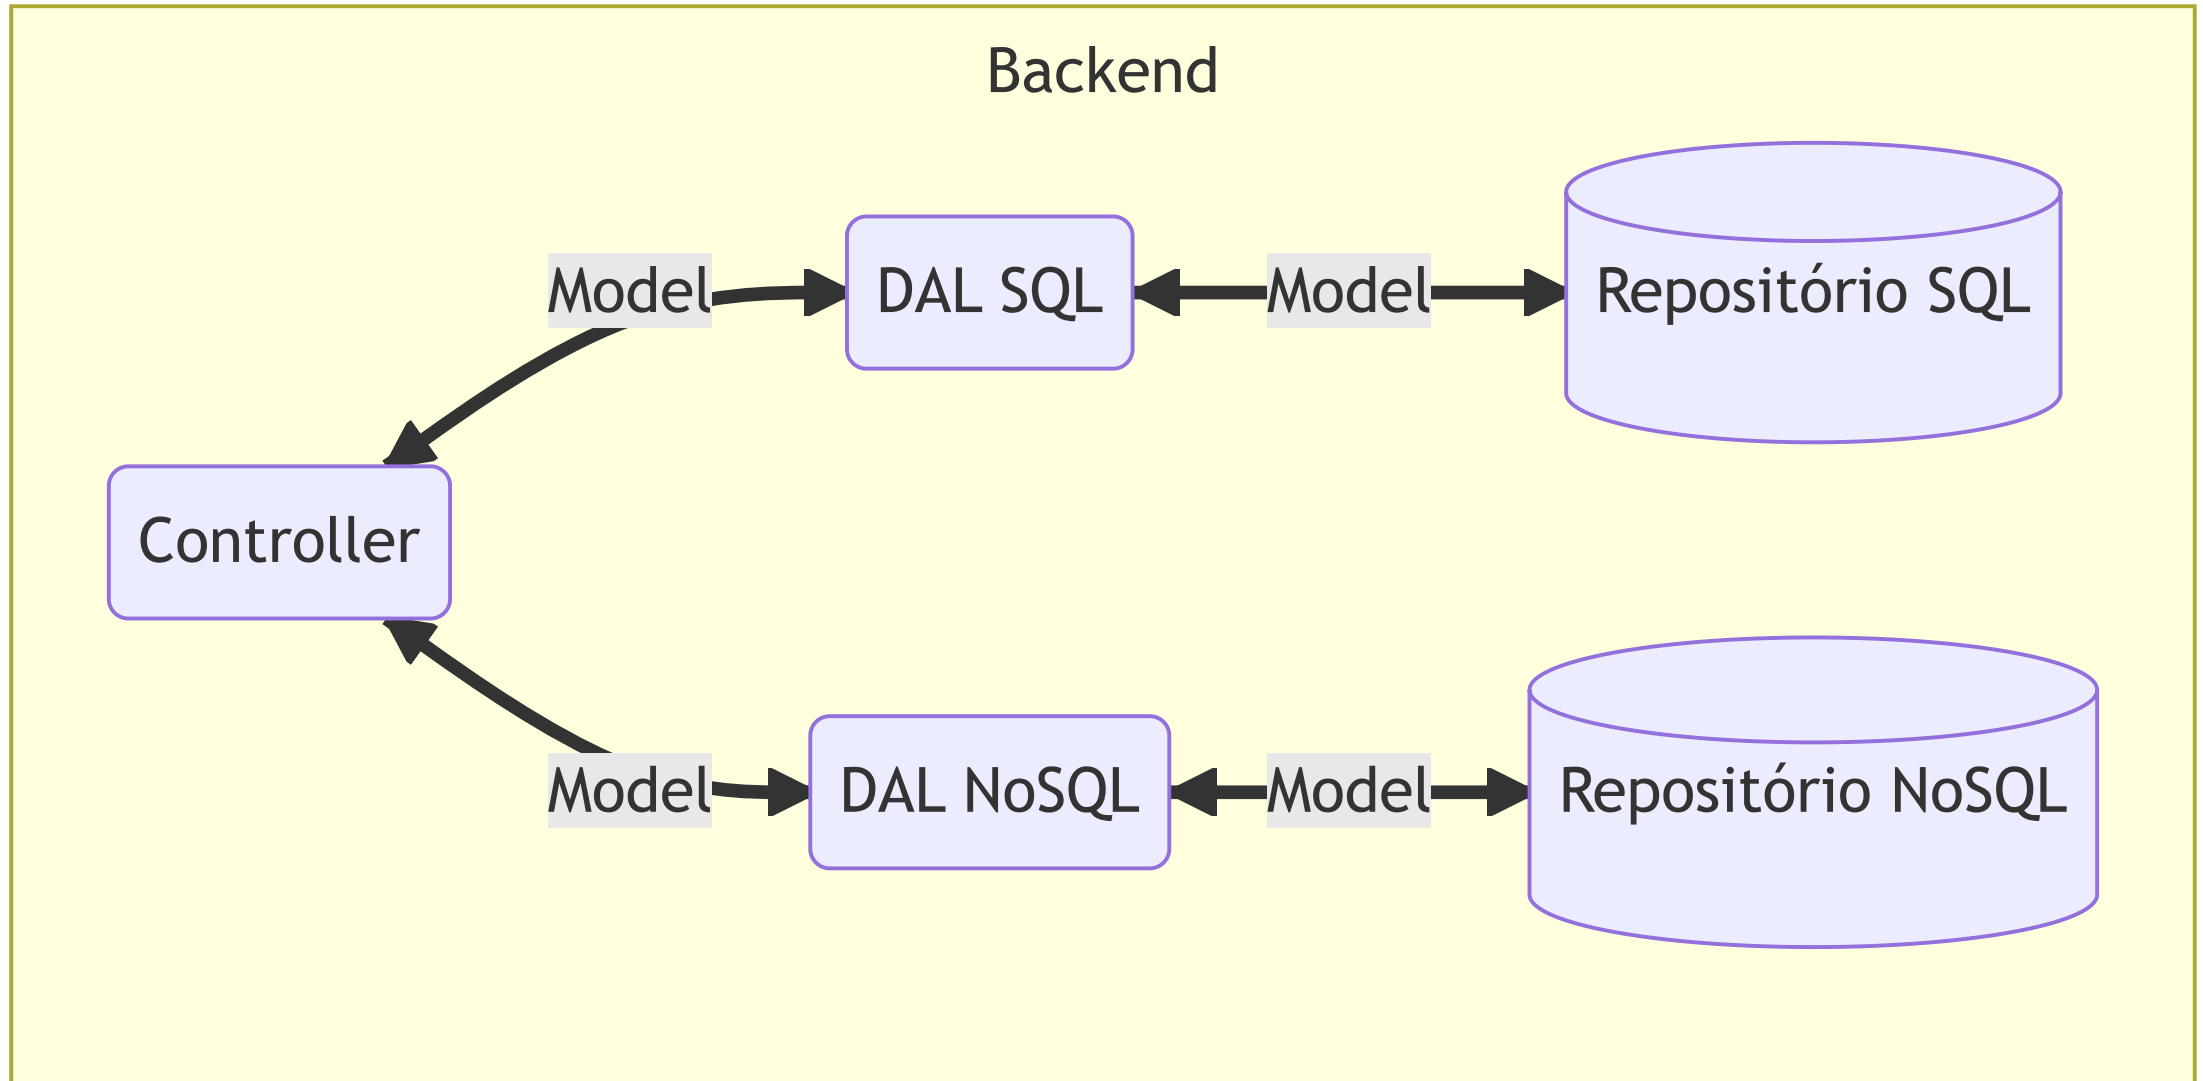 Backend
Model
DAL SQL
Model
Repositório SQL
Controller
Model
DAL NoSQL
Model
Repositório NoSQL